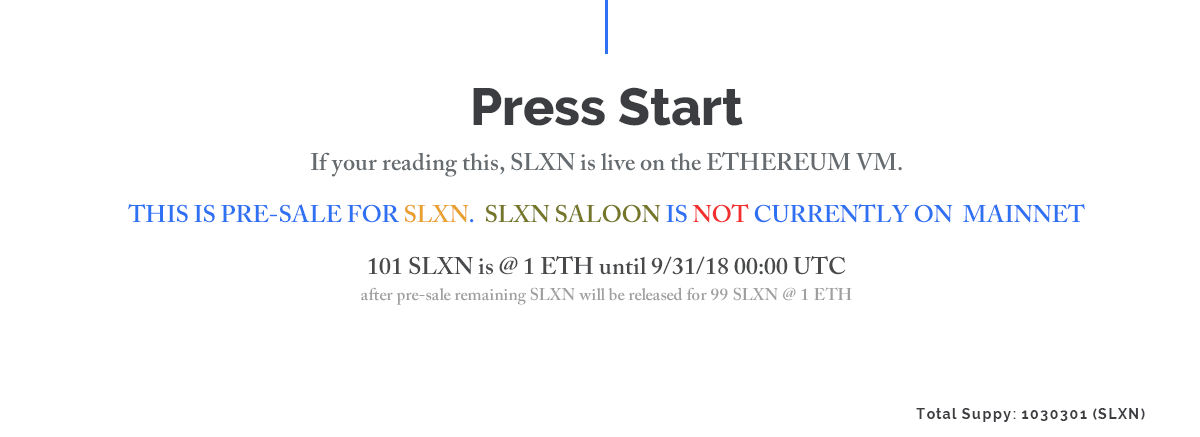 Press Start
If your reading this, SLXN is live on the ETHEREUM VM.
THIS IS PRE-SALE FOR SLXN. SLXN SALOON IS NOT CURRENTLY ON MAINNET
101 SLXN is @ 1 ETH until 9/31/18 00:00 UTC
after pre-sale remaining SLXN will be released for 99 SLXN @ 1 ETH
Total Suppy: 1030301 (SLXN)